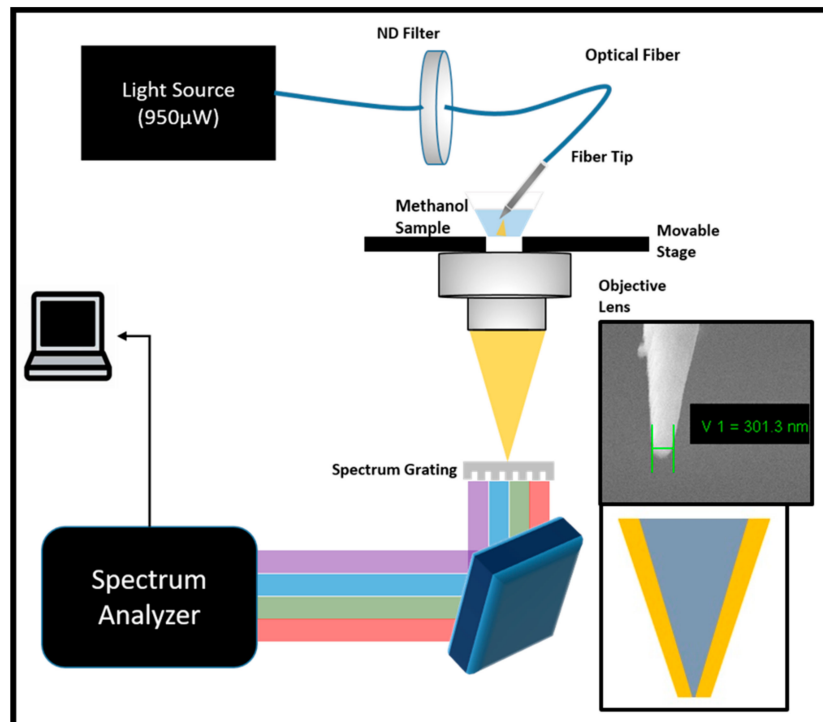 ND Filter
Optical Fiber
Light Source
(950µW)
Fiber Tip
Methanol
Sample
Movable
Stage
Objective
Lens
V 1 = 301.3 nm
Spectrum Grating
Spectrum
Analyzer